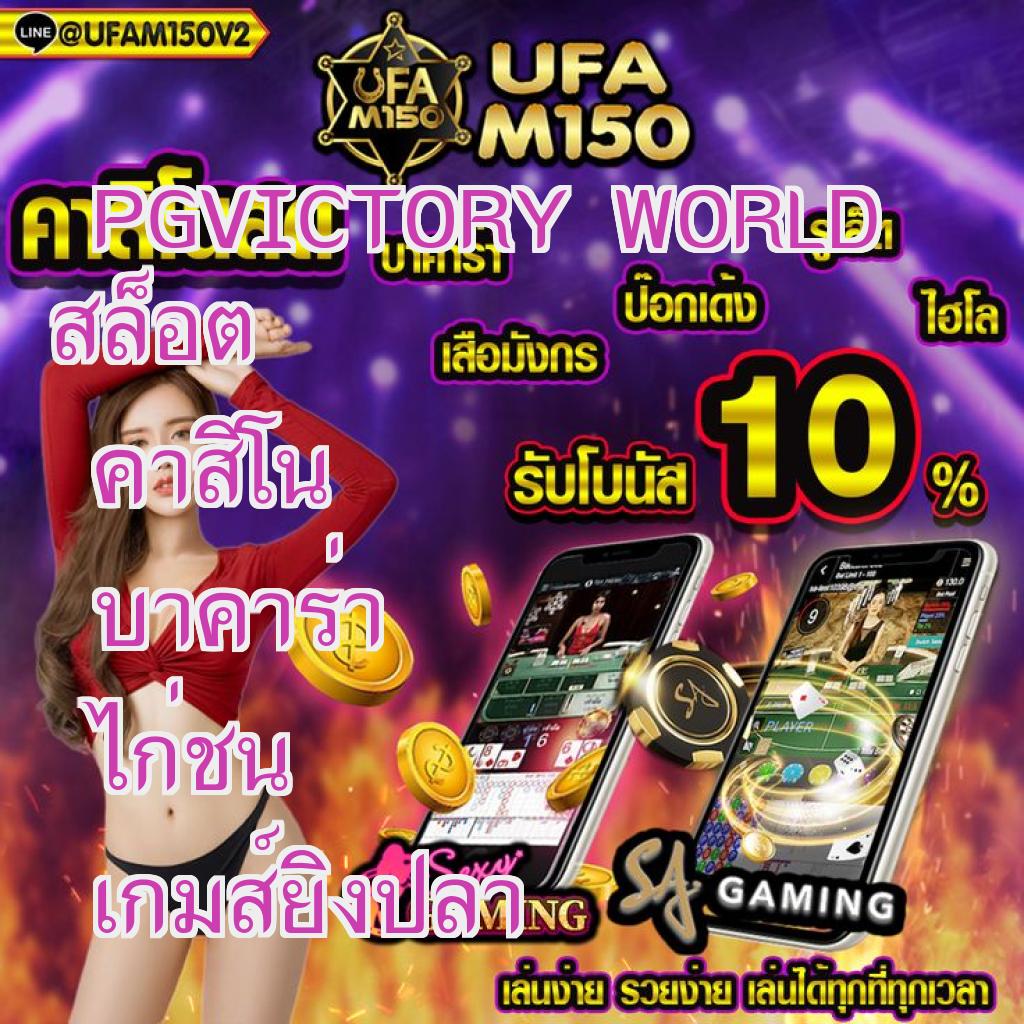 LINE @UFAM150V2
UFA
M150
UFA
M150
PGVICTORY WORLD
บาคาร่า
รูเล็ต
สล็อต
ป๊อกเด้ง
ไฮโล
เสือมังกร
10
คาสิโน
รับโบนัส
%
บาคาร่า
9
PLAYER
ไก่ชน
Sexy
SA GAMING
เกมส์ยิงปลา
เล่นง่าย รวยง่าย เล่นได้ทุกที่ทุกเวลา